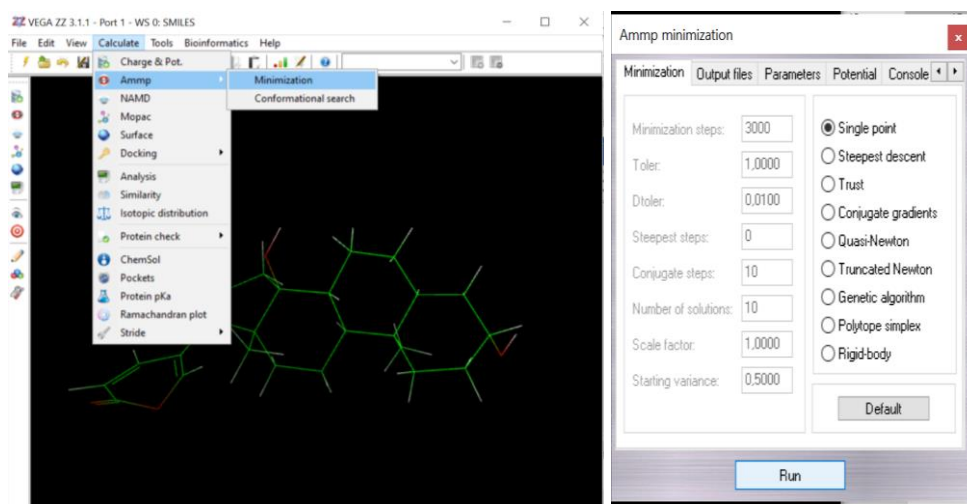 VEGA ZZ 3.1.1 - Port 1 - WS 0: SMILES
File Edit View Calculate Tools Bioinformatics Help
Charge & Pot.
Ammp
NAMD
Mopac
Surface
Docking
Analysis
Similarity
Isotopic distribution
Protein check
ChemSol
Pockets
Protein pKa
Ramachandran plot
Stride
Minimization
Conformational search
Ammp minimization
x
Minimization Output files Parameters Potential Console
Minimization steps: 3000
Toler: 1,0000
Dtoler: 0,0100
Steepest steps: 0
Conjugate steps: 10
Number of solutions: 10
Scale factor: 1,0000
Starting variance: 0,5000
Single point
Steepest descent
Trust
Conjugate gradients
Quasi-Newton
Truncated Newton
Genetic algorithm
Polytope simplex
Rigid-body
Default
Run